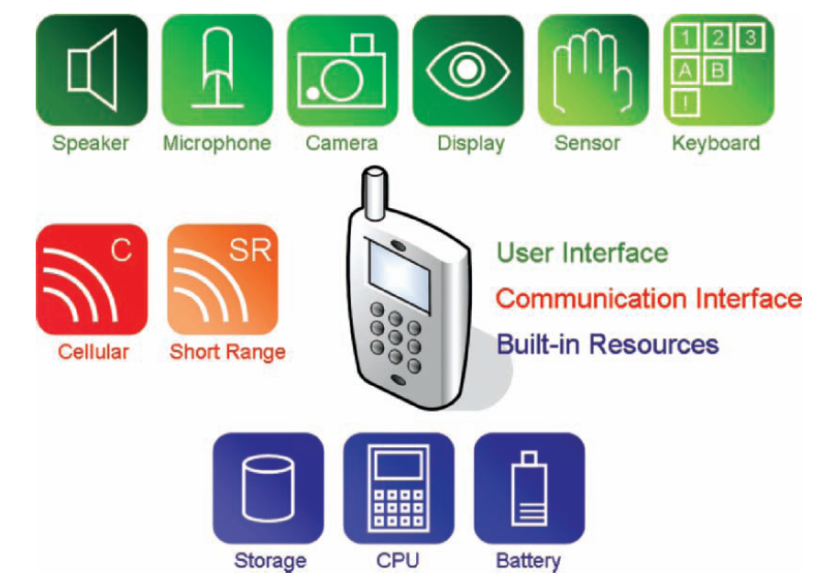 1 2 3
A B
!
Speaker Microphone Camera Display Sensor Keyboard
C SR
User Interface
Communication Interface
Cellular Short Range
Built-in Resources
Storage CPU Battery